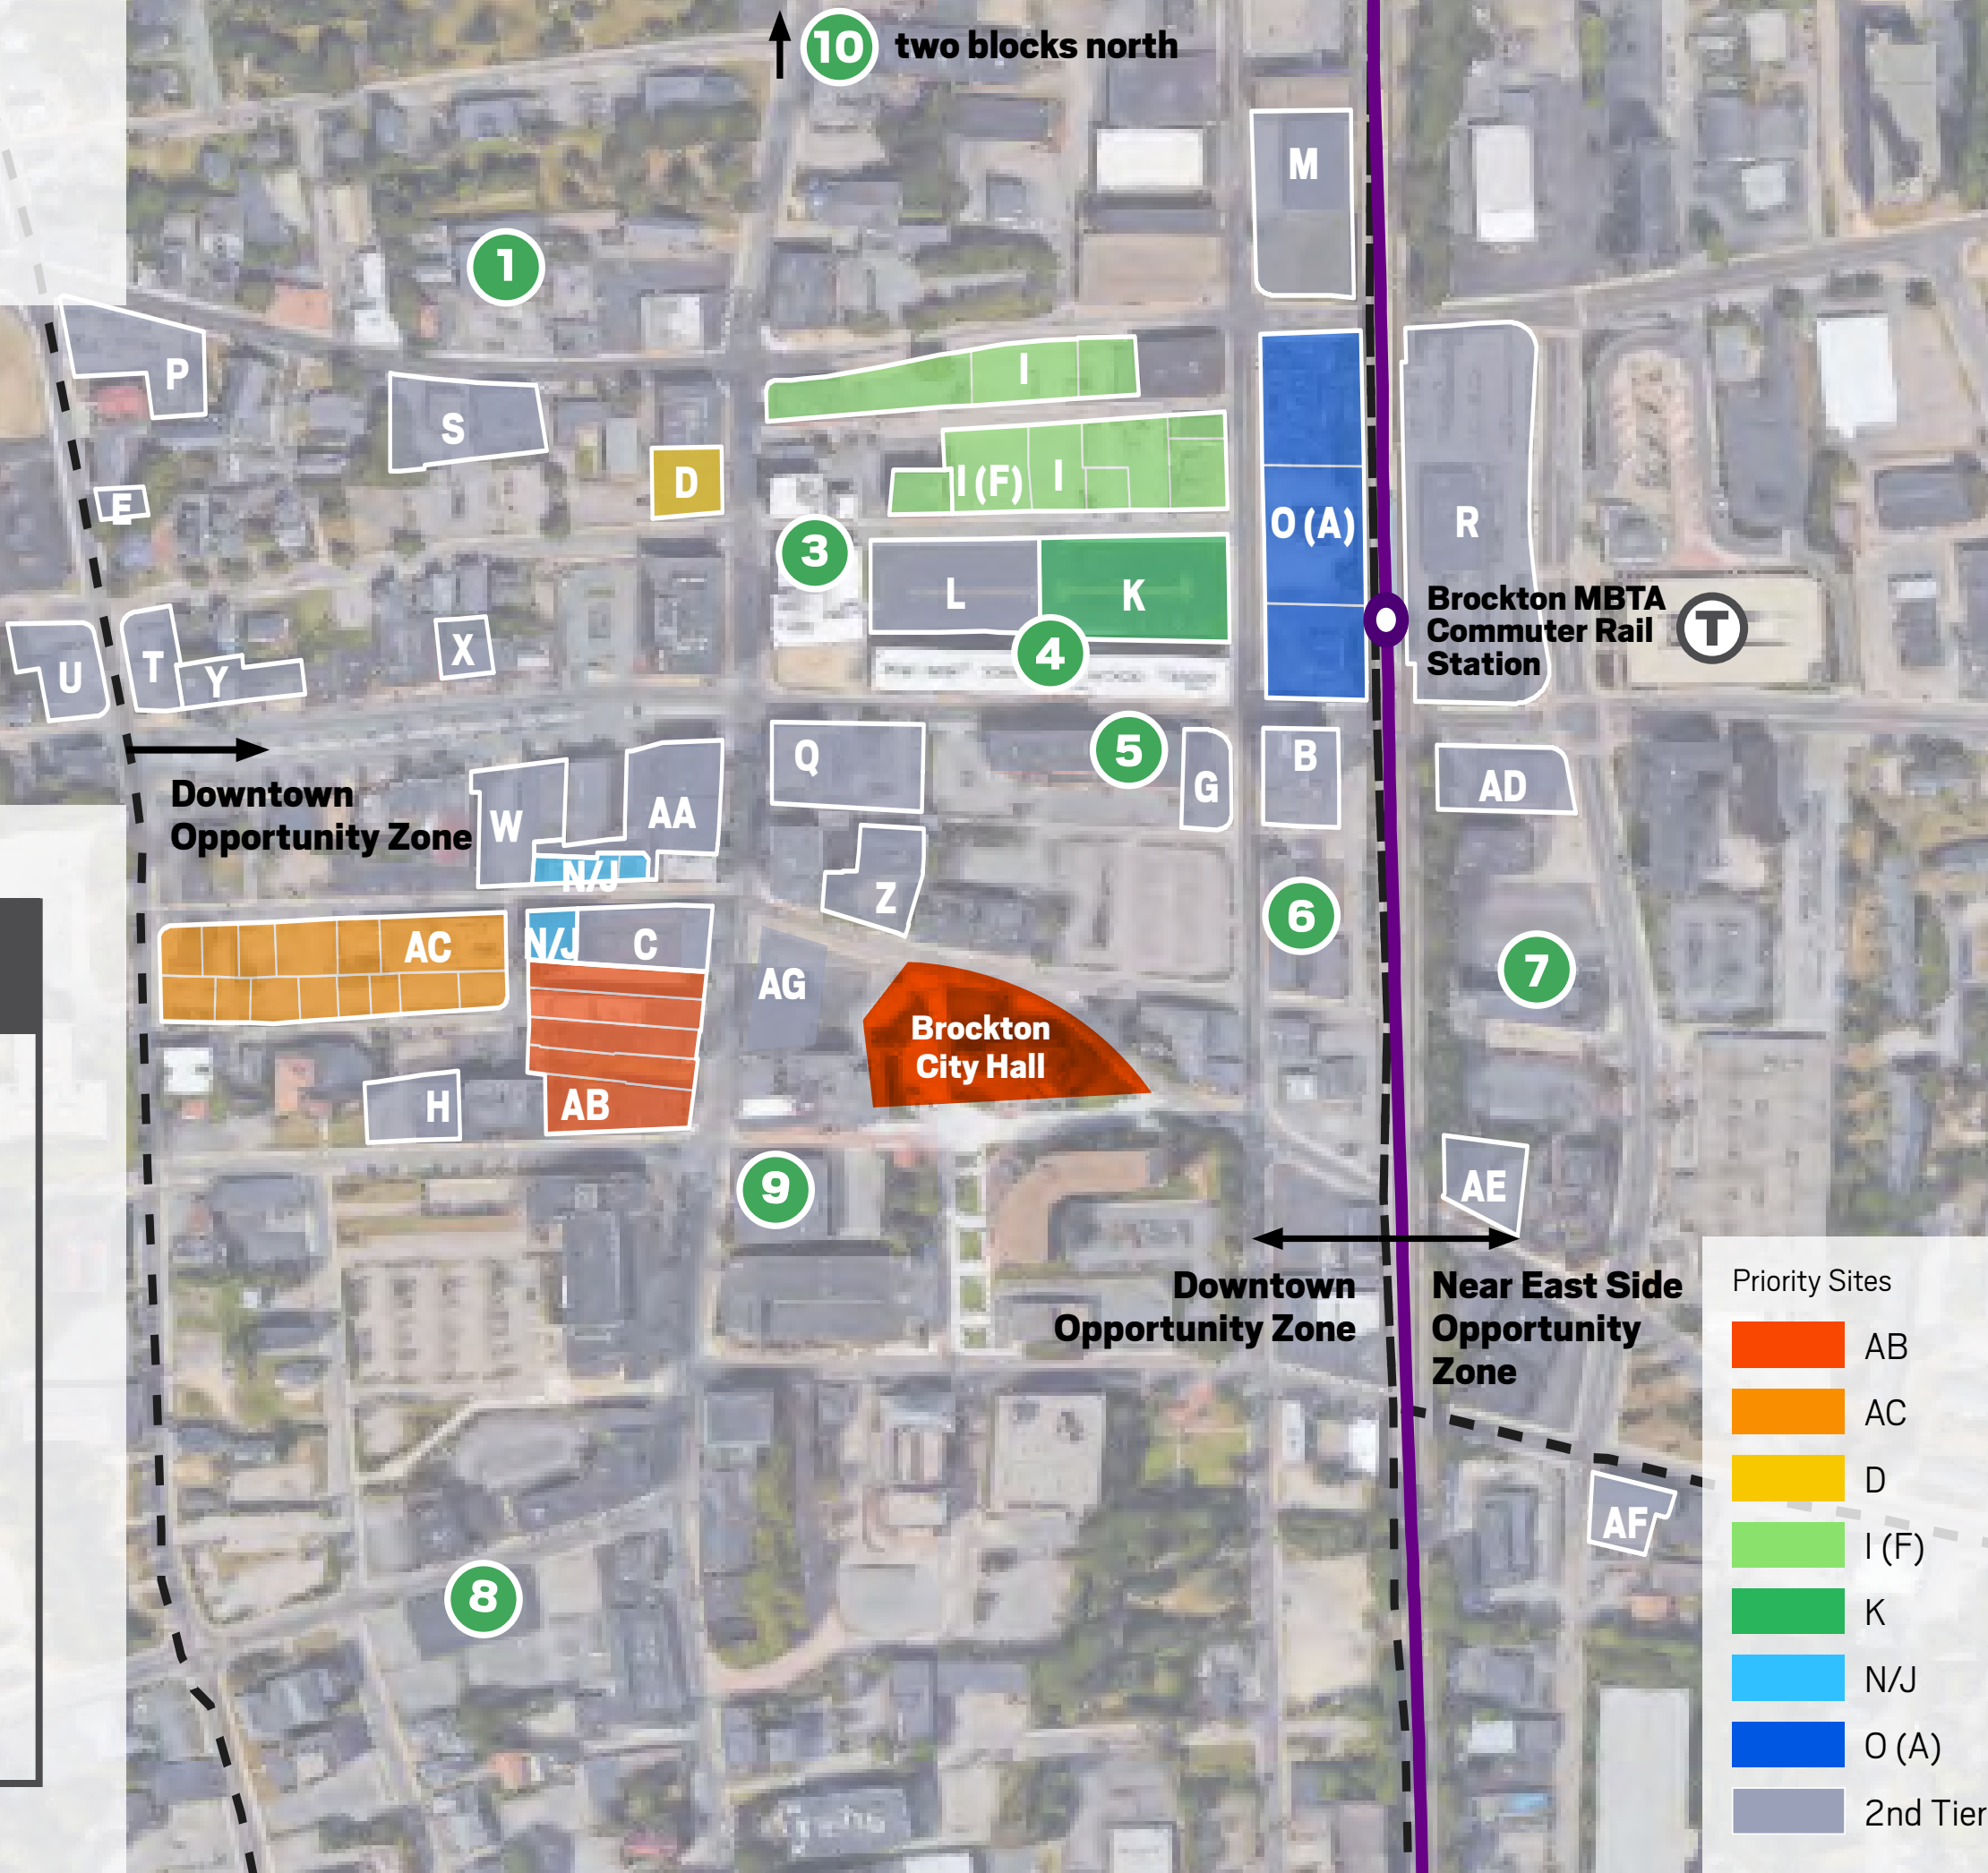 10 two blocks north
M
1
I
P
S
D
I (F)
I
E
O (A)
R
3
L
K
Brockton MBTA
Commuter Rail
Station
T
4
X
U
T
Y
Q
5
G
B
AD
Downtown
Opportunity Zone
W
AA
N/J
Z
6
AC
N/J
C
AG
7
Brockton
City Hall
H
AB
9
AE
Downtown
Opportunity Zone
Near East Side
Opportunity
Zone
AF
8
Priority Sites
AB
AC
D
I (F)
K
N/J
O (A)
2nd Tier